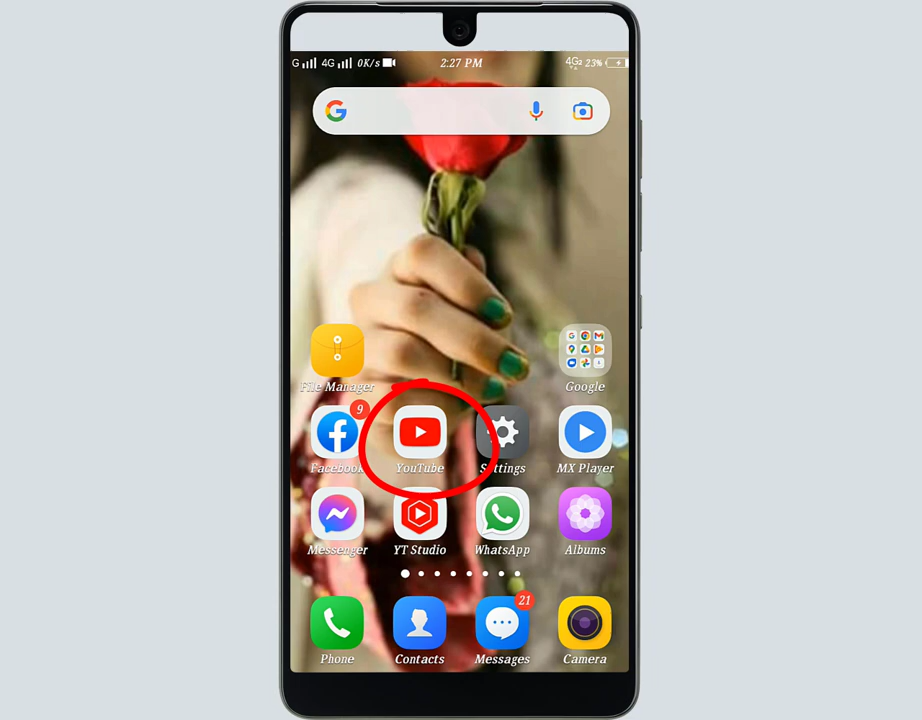 G 4G 0K/s 2:27 PM 4G2 23%
File Manager Google
9
Facebook YouTube Settings MX Player
Messenger YT Studio WhatsApp Albums
21
Phone Contacts Messages Camera